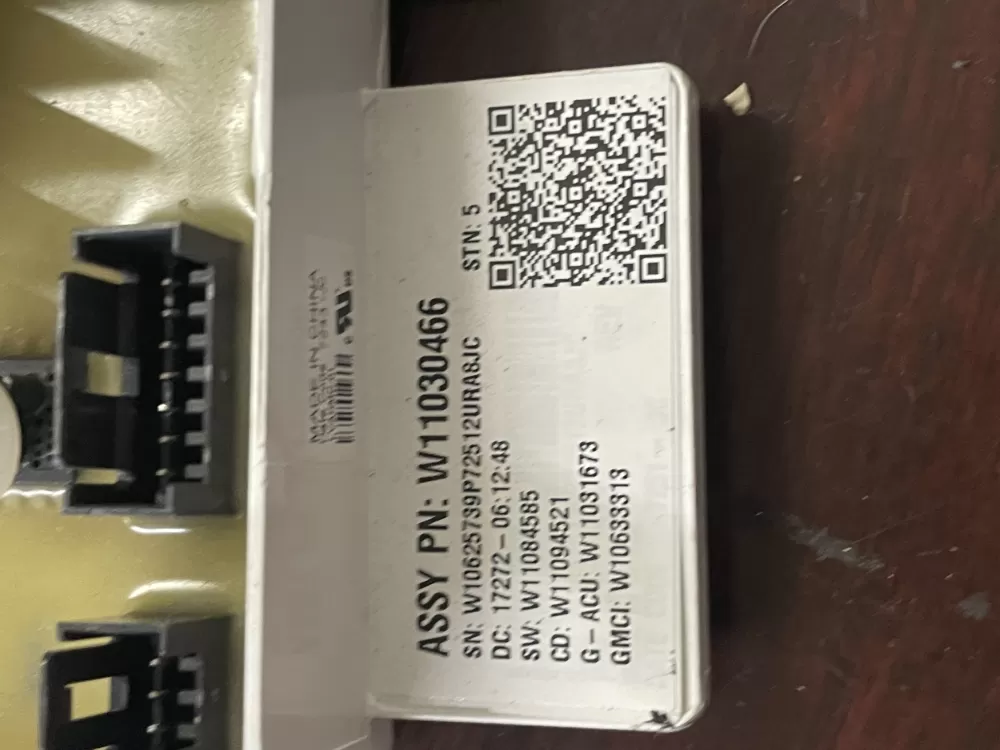 MADE IN CHINA
ASSY PN: W11030466
SN: W10625739P72512URA8JC
STN: 5
DC: 17272-06:12:48
SW: W11084585
CD: W11094521
G-ACU: W11031673
GMCI: W10633313